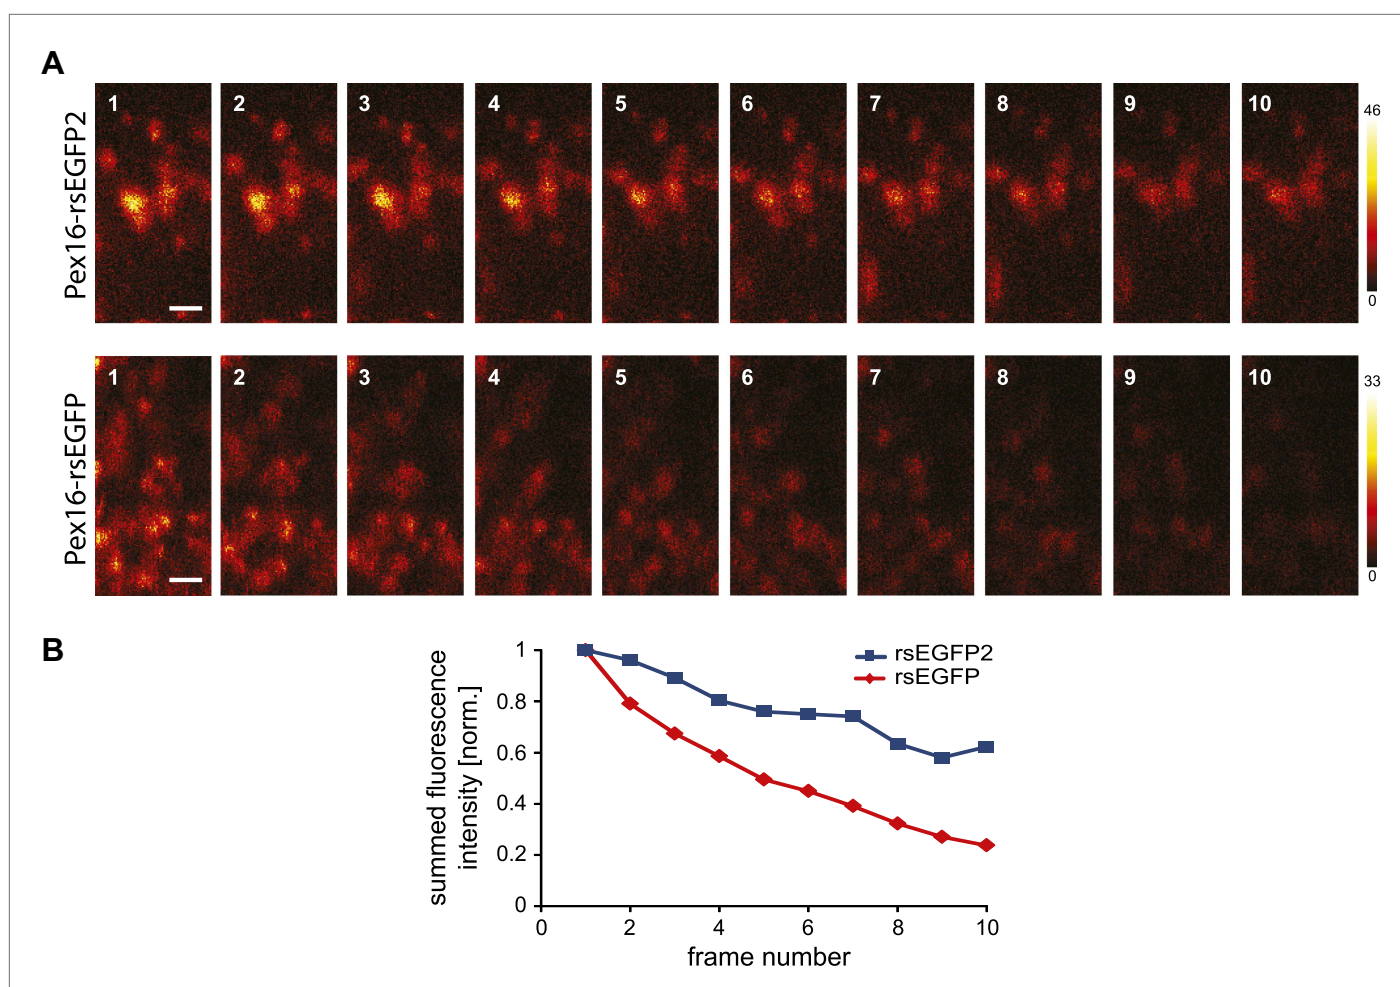 A
Pex16-rsEGFP2
1 2 3 4 5 6 7 8 9 10
46
0
Pex16-rsEGFP
1 2 3 4 5 6 7 8 9 10
33
0
B
summed fluorescence
intensity [norm.]
1
0.8
0.6
0.4
0.2
0
0 2 4 6 8 10
frame number
rsEGFP2
rsEGFP